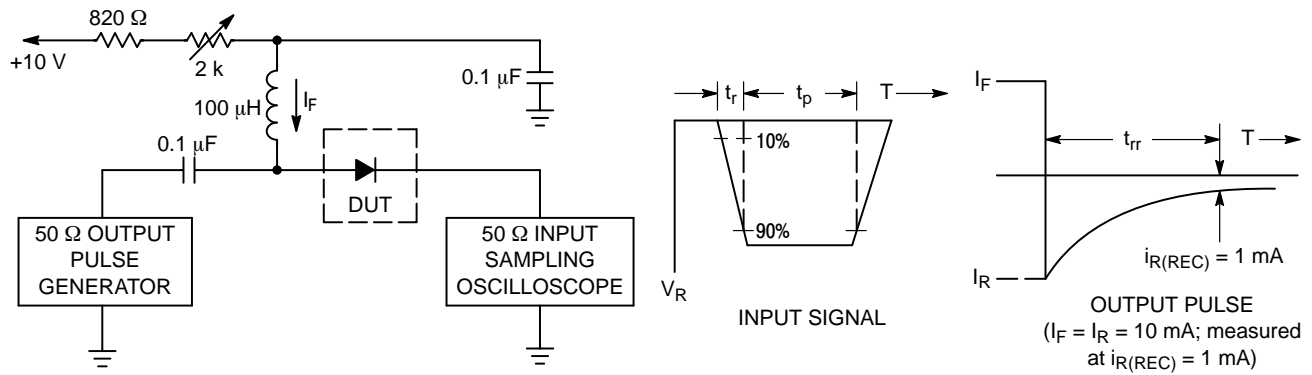 820 Ω
+10 V
2 k
0.1 μF
100 μH
I_F
0.1 μF
DUT
50 Ω OUTPUT
PULSE
GENERATOR
50 Ω INPUT
SAMPLING
OSCILLOSCOPE
t_r
t_p
T
10%
90%
V_R
INPUT SIGNAL
I_F
t_rr
T
I_R
i_R(REC) = 1 mA
OUTPUT PULSE
(I_F = I_R = 10 mA; measured
at i_R(REC) = 1 mA)